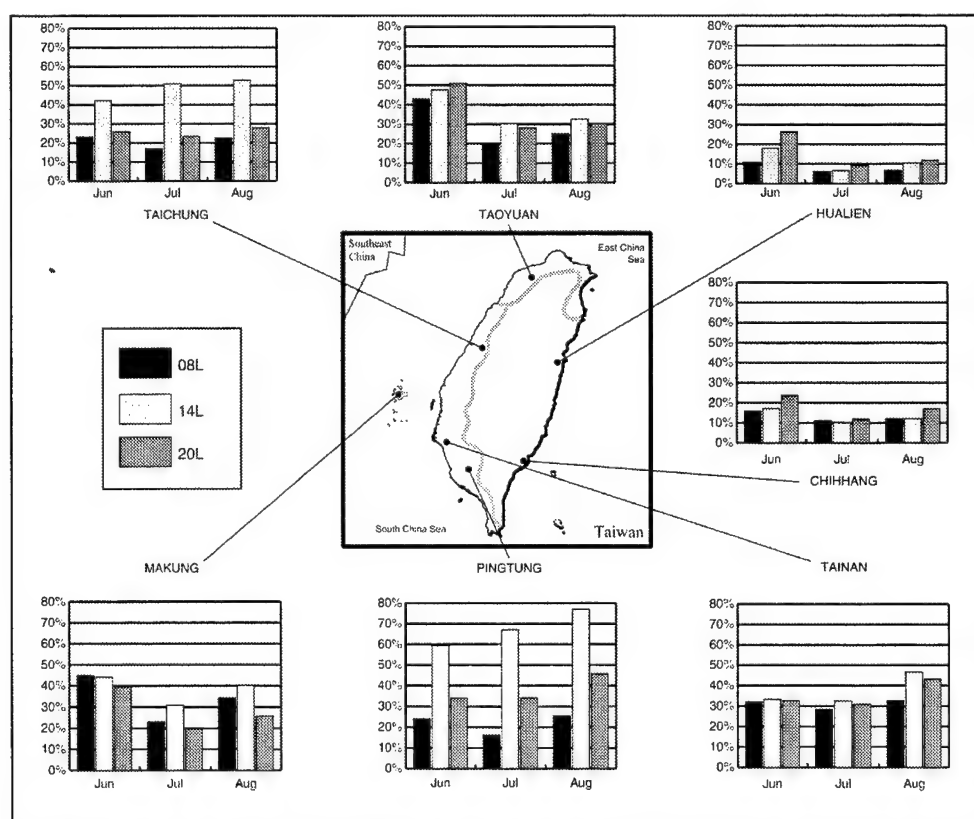 80%
70%
60%
50%
40%
30%
20%
10%
0%
Jun Jul Aug
TAICHUNG
80%
70%
60%
50%
40%
30%
20%
10%
0%
Jun Jul Aug
TAOYUAN
80%
70%
60%
50%
40%
30%
20%
10%
0%
Jun Jul Aug
HUALIEN
08L
14L
20L
Southeast
China
East China
Sea
South China Sea
Taiwan
80%
70%
60%
50%
40%
30%
20%
10%
0%
Jun Jul Aug
CHIHHANG
MAKUNG
80%
70%
60%
50%
40%
30%
20%
10%
0%
Jun Jul Aug
PINGTUNG
80%
70%
60%
50%
40%
30%
20%
10%
0%
Jun Jul Aug
TAINAN
80%
70%
60%
50%
40%
30%
20%
10%
0%
Jun Jul Aug